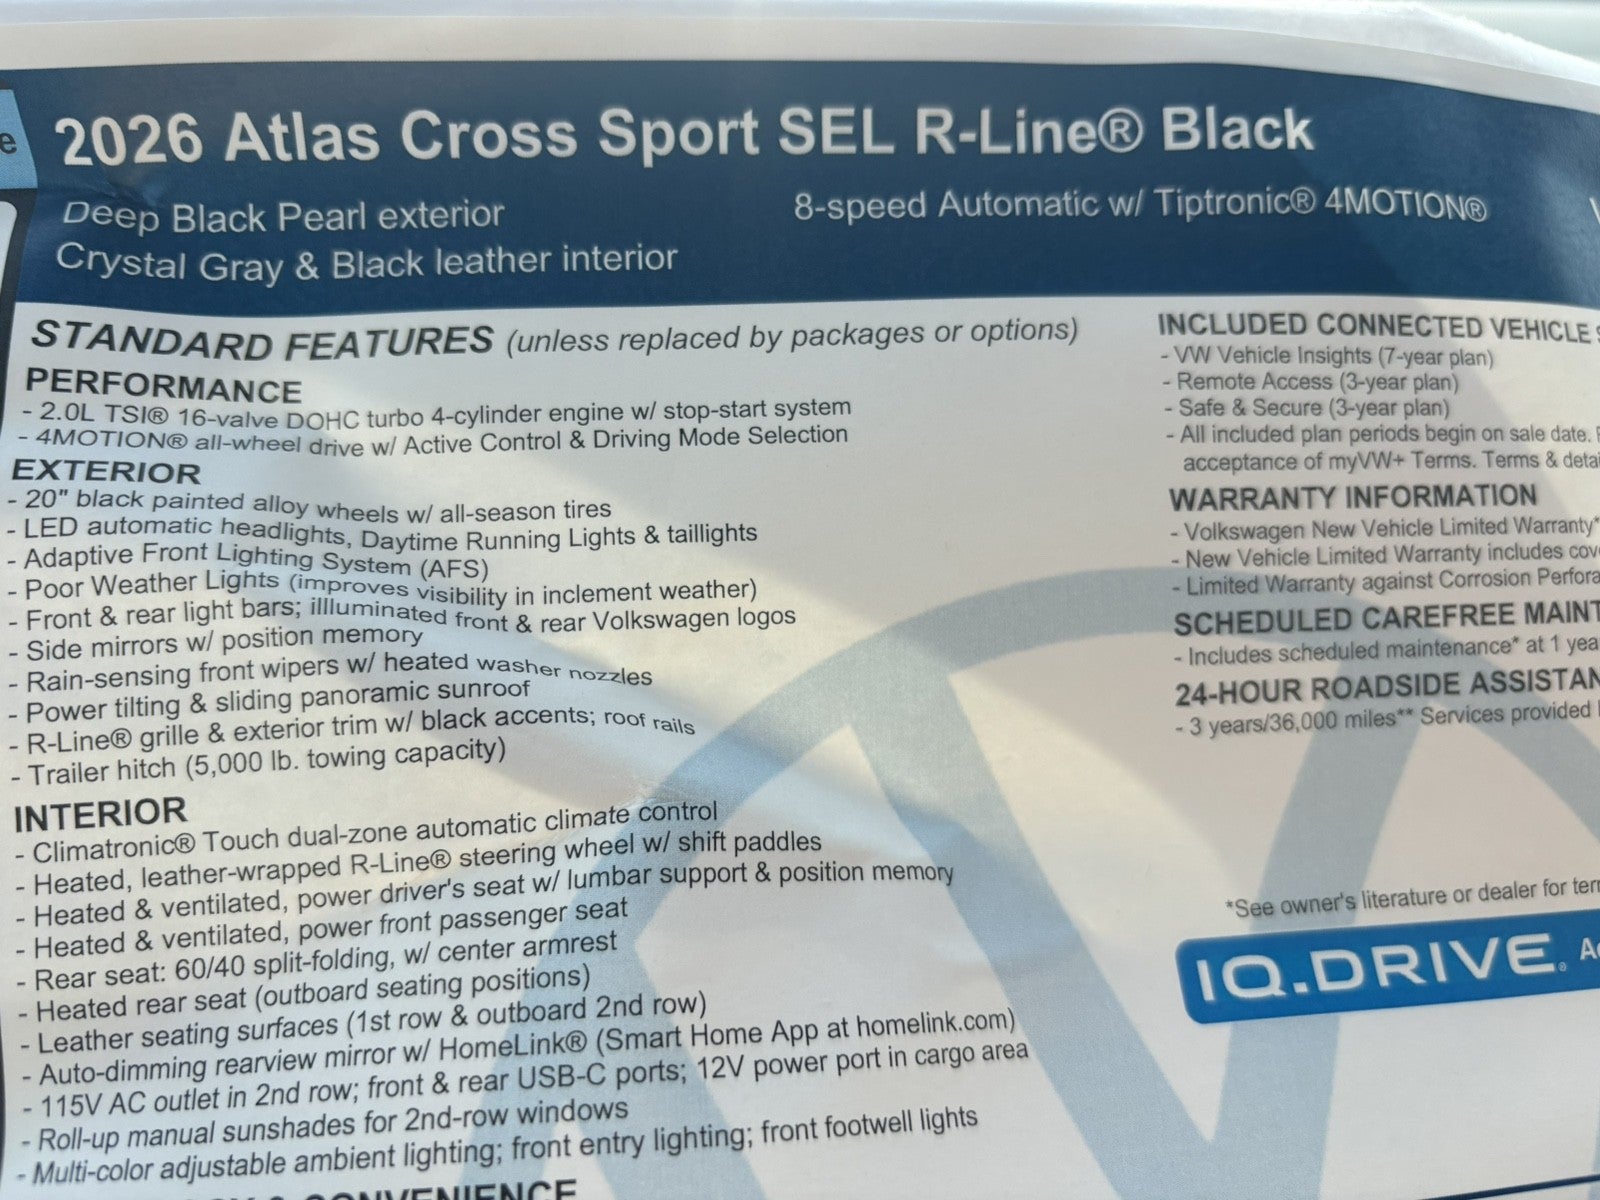 2026 Atlas Cross Sport SEL R-Line® Black
Deep Black Pearl exterior
8-speed Automatic w/ Tiptronic® 4MOTION®
Crystal Gray & Black leather interior
STANDARD FEATURES (unless replaced by packages or options)
PERFORMANCE
- 2.0L TSI® 16-valve DOHC turbo 4-cylinder engine w/ stop-start system
- 4MOTION® all-wheel drive w/ Active Control & Driving Mode Selection
EXTERIOR
- 20" black painted alloy wheels w/ all-season tires
- LED automatic headlights, Daytime Running Lights & taillights
- Adaptive Front Lighting System (AFS)
- Poor Weather Lights (improves visibility in inclement weather)
- Front & rear light bars; illluminated front & rear Volkswagen logos
- Side mirrors w/ position memory
- Rain-sensing front wipers w/ heated washer nozzles
- Power tilting & sliding panoramic sunroof
- R-Line® grille & exterior trim w/ black accents; roof rails
- Trailer hitch (5,000 lb. towing capacity)
INTERIOR
- Climatronic® Touch dual-zone automatic climate control
- Heated, leather-wrapped R-Line® steering wheel w/ shift paddles
- Heated & ventilated, power driver's seat w/ lumbar support & position memory
- Heated & ventilated, power front passenger seat
- Rear seat: 60/40 split-folding, w/ center armrest
- Heated rear seat (outboard seating positions)
- Leather seating surfaces (1st row & outboard 2nd row)
- Auto-dimming rearview mirror w/ HomeLink® (Smart Home App at homelink.com)
- 115V AC outlet in 2nd row; front & rear USB-C ports; 12V power port in cargo area
- Roll-up manual sunshades for 2nd-row windows
- Multi-color adjustable ambient lighting; front entry lighting; front footwell lights
& CONVENIENCE
INCLUDED CONNECTED VEHICLE
- VW Vehicle Insights (7-year plan)
- Remote Access (3-year plan)
- Safe & Secure (3-year plan)
- All included plan periods begin on sale date.
acceptance of myVW+ Terms. Terms &
WARRANTY INFORMATION
- Volkswagen New Vehicle Limited Warranty*
- New Vehicle Limited Warranty includes
- Limited Warranty against Corrosion
SCHEDULED CAREFREE
- Includes scheduled maintenance* at 1
24-HOUR ROADSIDE
- 3 years/36,000 miles** Services provided
*See owner's literature or dealer for
IQ.DRIVE®